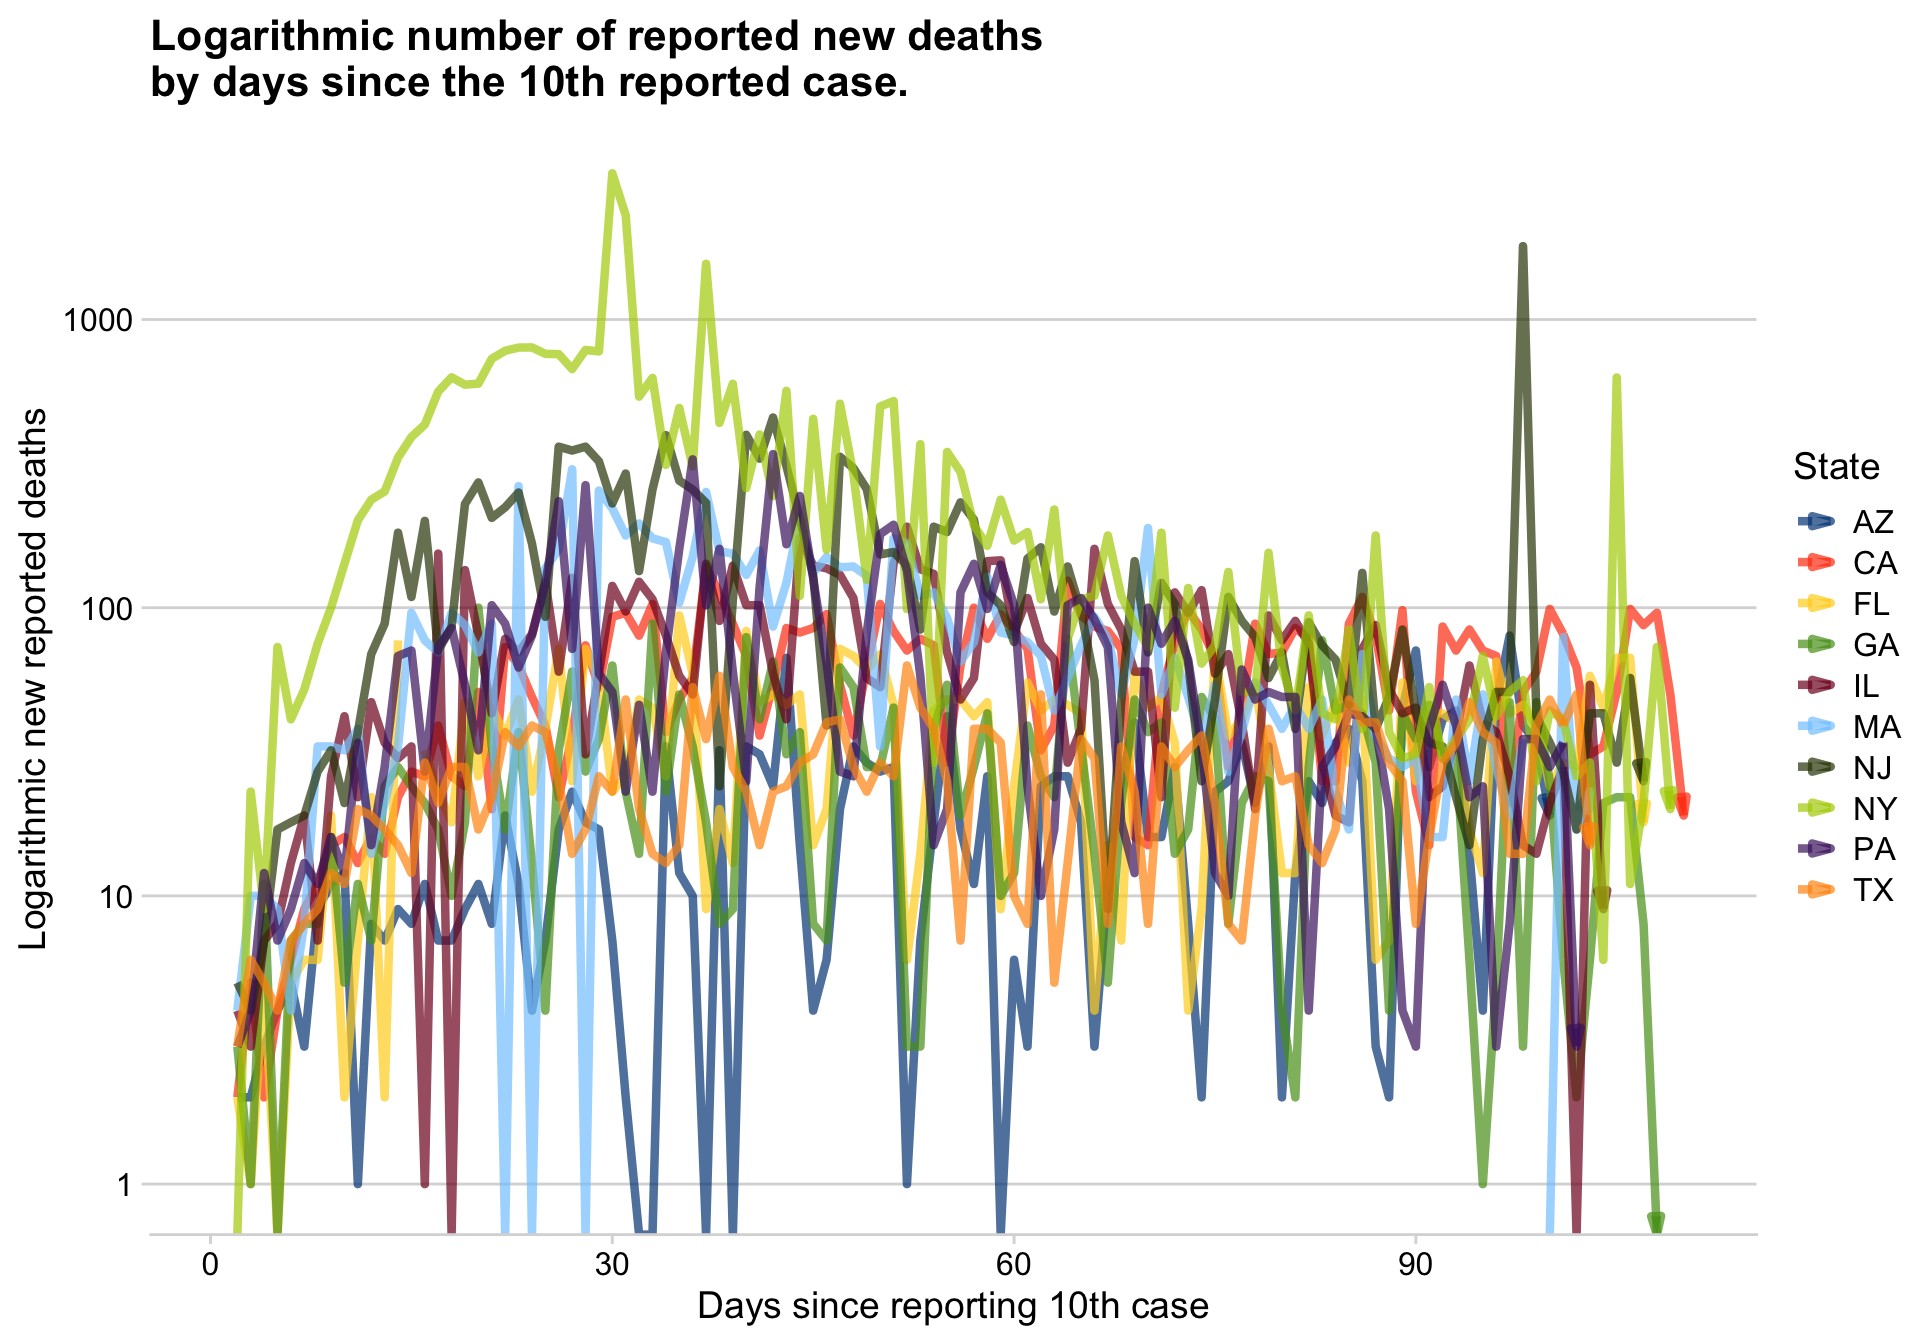 Logarithmic number of reported new deaths
by days since the 10th reported case.
Logarithmic new reported deaths
1000
100
10
1
0
30
60
90
Days since reporting 10th case
State
AZ
CA
FL
GA
IL
MA
NJ
NY
PA
TX